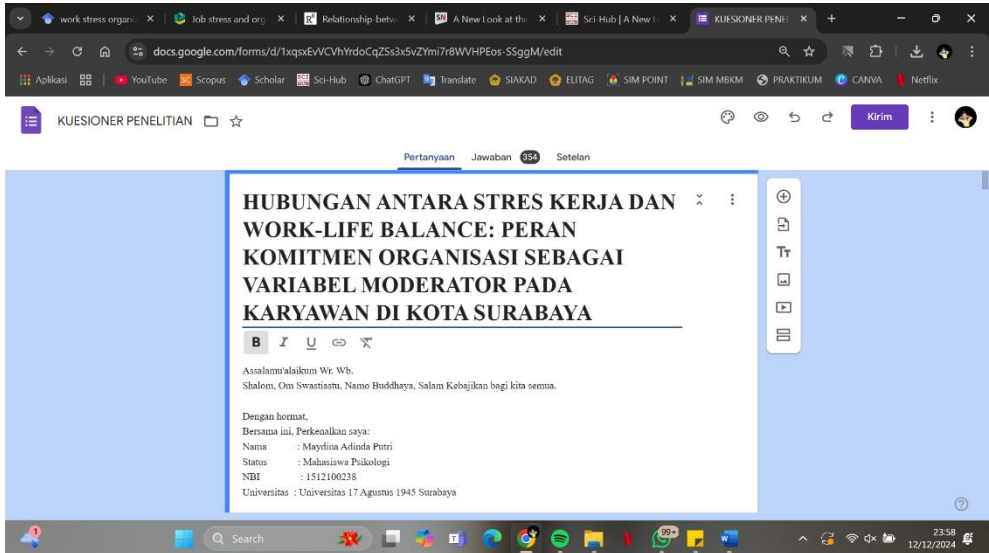 work stress organi
Job stress and org
Relationship betw
A New Look at the
Sci-Hub | A New L
KUESIONER PENEL
docs.google.com/forms/d/1xqsxEvVCVhYrdoCqZSs3x5vZYmi7r8WVHPEos-SSggM/edit
Aplikasi
YouTube
Scopus
Scholar
Sci-Hub
ChatGPT
Translate
SIAKAD
ELITAG
SIM POINT
SIM MBKM
PRAKTIKUM
CANVA
Netflix
KUESIONER PENELITIAN
Kirim
Pertanyaan
Jawaban 354
Setelan
HUBUNGAN ANTARA STRES KERJA DAN
WORK-LIFE BALANCE: PERAN
KOMITMEN ORGANISASI SEBAGAI
VARIABEL MODERATOR PADA
KARYAWAN DI KOTA SURABAYA
B I U
Assalamu'alaikum Wr. Wb.
Shalom, Om Swastiastu, Namo Buddhaya, Salam Kebajikan bagi kita semua.
Dengan hormat,
Bersama ini, Perkenalkan saya:
Nama : Maydina Adinda Putri
Status : Mahasiswa Psikologi
NBI : 1512100238
Universitas : Universitas 17 Agustus 1945 Surabaya
1
Search
99+
23:58
12/12/2024